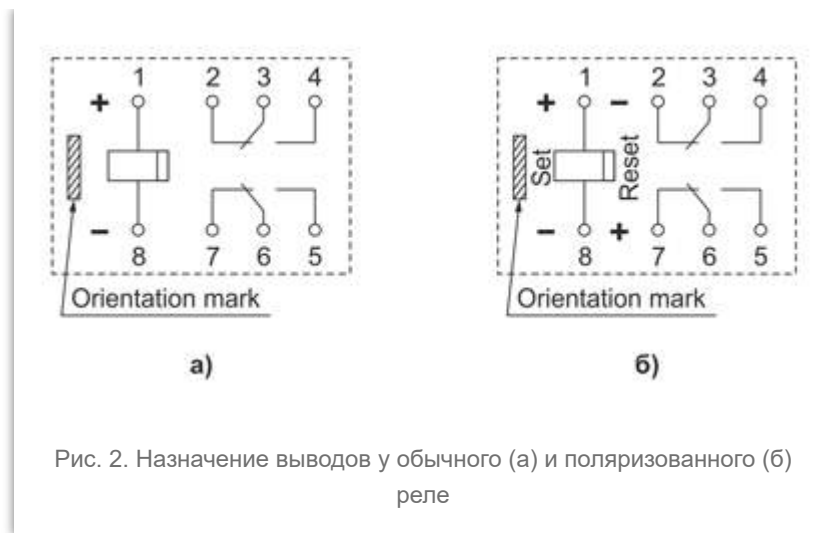 1 2 3 4
+
−
8 7 6 5
Orientation mark
а)
1 2 3 4
+ −
Set
Reset
− +
8 7 6 5
Orientation mark
б)
Рис. 2. Назначение выводов у обычного (а) и поляризованного (б)
реле